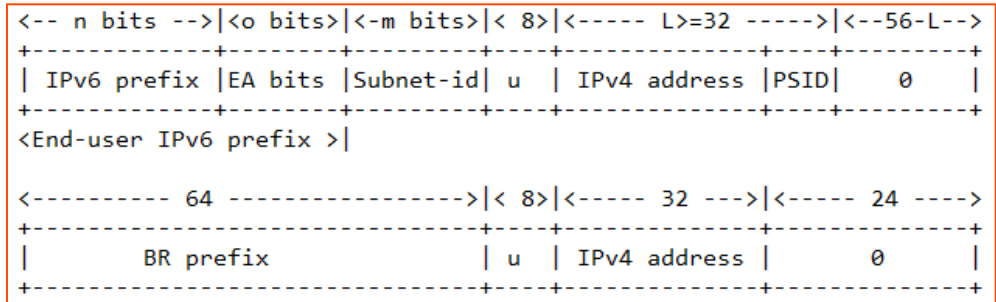 <-- n bits -->|<o bits>|<-m bits>|< 8>|<----- L>=32 ----->|<--56-L-->
+-------------+--------+---------+----+---------------+----+---------+
| IPv6 prefix |EA bits |Subnet-id| u  | IPv4 address  |PSID|    0    |
+-------------+--------+---------+----+---------------+----+---------+
<End-user IPv6 prefix >|
<---------- 64 ----------------->|< 8>|<----- 32 --->|<----- 24 ---->
+--------------------------------+----+--------------+--------------+
|        BR prefix               | u  | IPv4 address |       0      |
+--------------------------------+----+--------------+--------------+